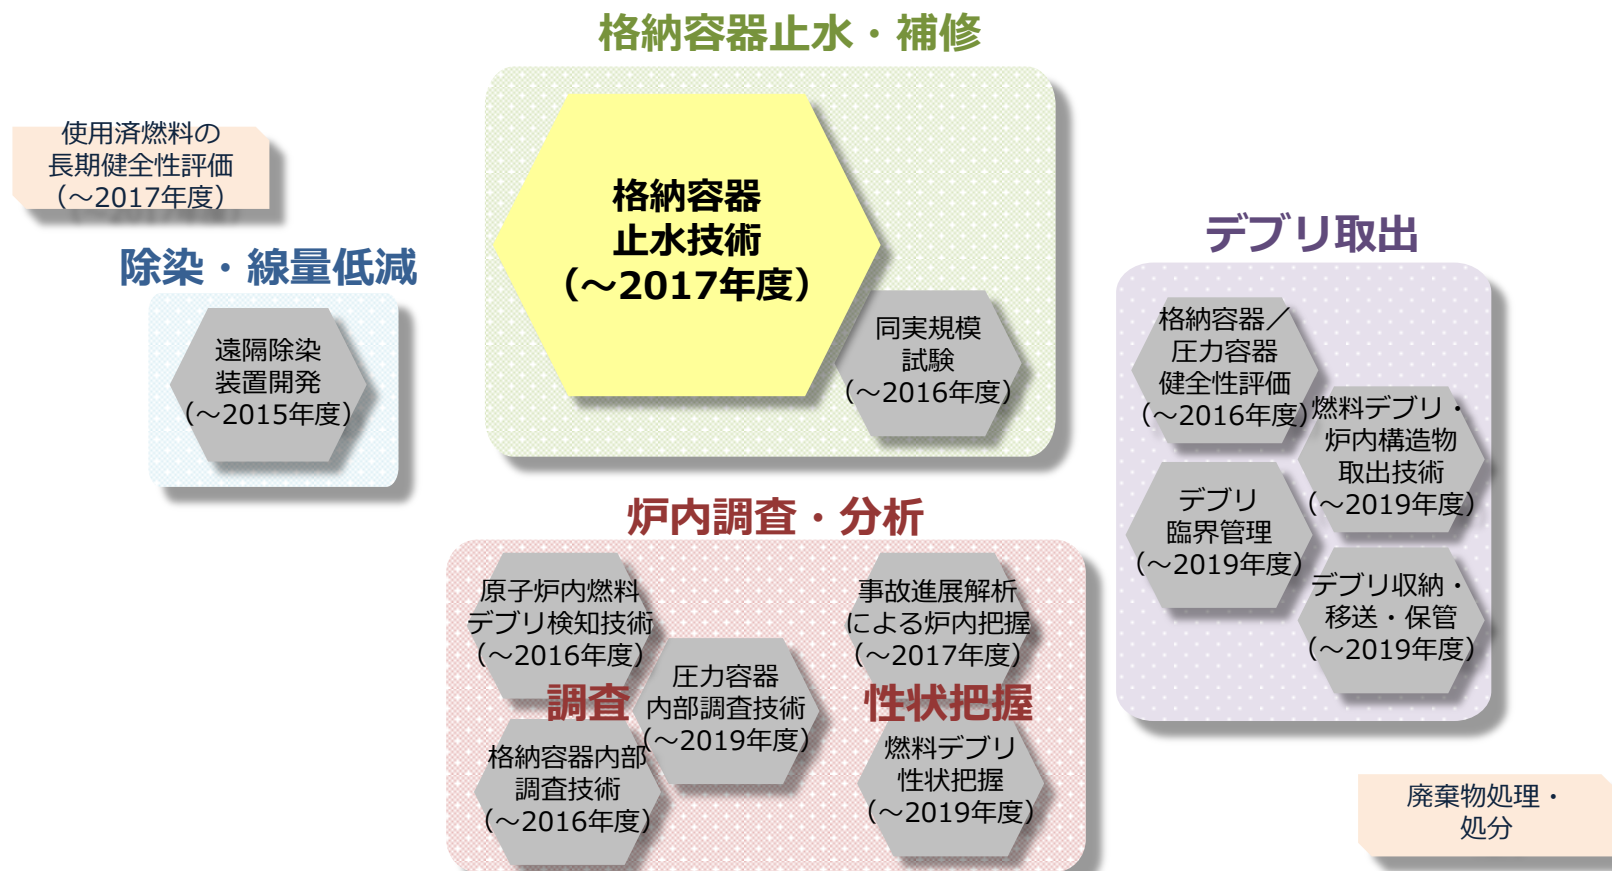 格納容器止水・補修
使用済燃料の
長期健全性評価
（～2017年度）
格納容器
止水技術
（～2017年度）
同実規模
試験
（～2016年度）
除染・線量低減
遠隔除染
装置開発
（～2015年度）
デブリ取出
格納容器／
圧力容器
健全性評価
（～2016年度）
燃料デブリ・
炉内構造物
取出技術
（～2019年度）
デブリ
臨界管理
（～2019年度）
デブリ収納・
移送・保管
（～2019年度）
炉内調査・分析
原子炉内燃料
デブリ検知技術
（～2016年度）
調査
圧力容器
内部調査技術
（～2019年度）
格納容器内部
調査技術
（～2016年度）
事故進展解析
による炉内把握
（～2017年度）
性状把握
燃料デブリ
性状把握
（～2019年度）
廃棄物処理・
処分